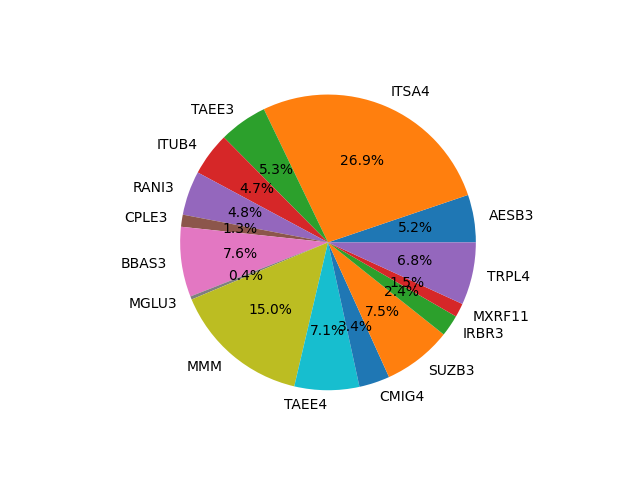 ITSA4
TAEE3
ITUB4
26.9%
5.3%
RANI3
4.7%
CPLE3
4.8%
AESB3
1.3%
5.2%
BBAS3
7.6%
6.8%
TRPL4
0.4%
1.5%
2.4%
MGLU3
15.0%
7.5%
MXRF11
7.1%
3.4%
IRBR3
MMM
SUZB3
TAEE4
CMIG4